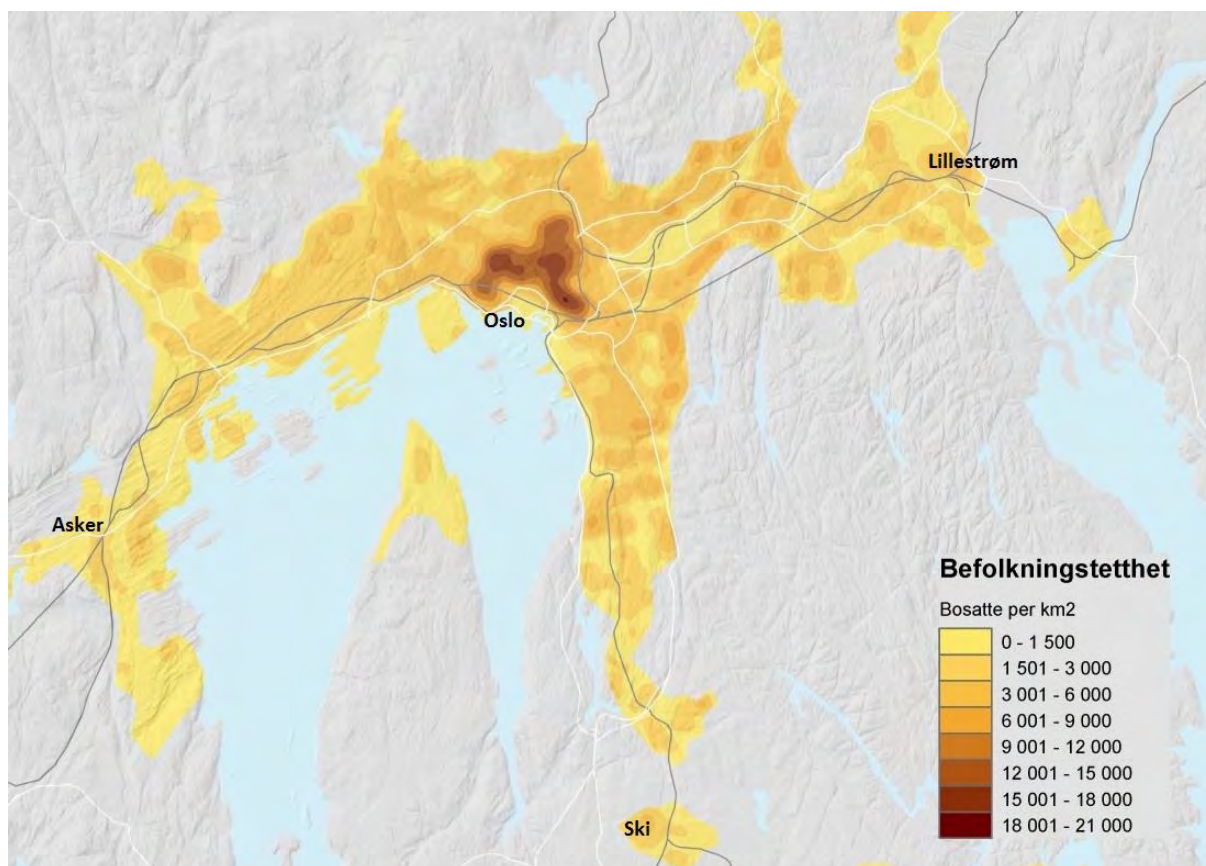 Lillestrøm
Oslo
Asker
Ski
Befolkningstetthet
Bosatte per km2
0 - 1 500
1 501 - 3 000
3 001 - 6 000
6 001 - 9 000
9 001 - 12 000
12 001 - 15 000
15 001 - 18 000
18 001 - 21 000